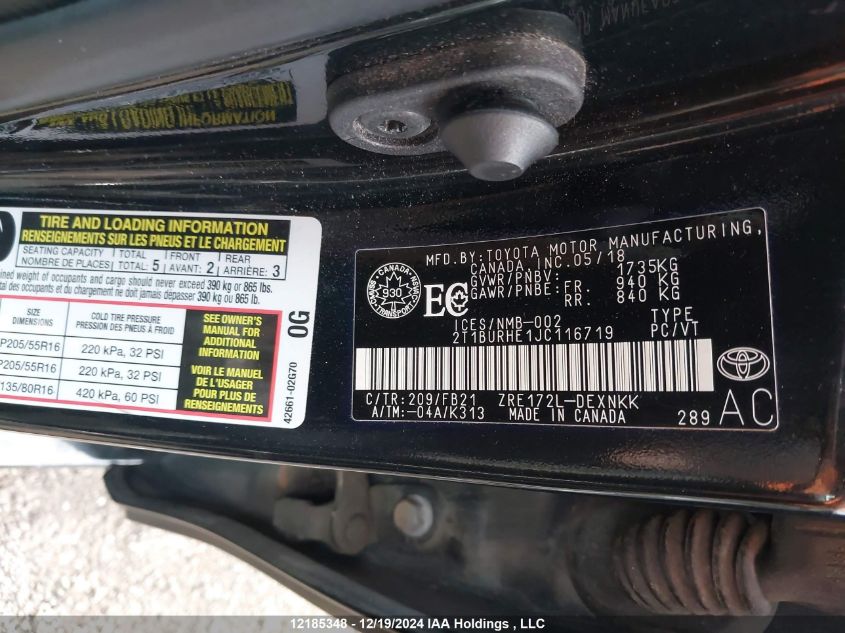 TIRE AND LOADING INFORMATION
RENSEIGNEMENTS SUR LES PNEUS ET LE CHARGEMENT
SEATING CAPACITY TOTAL FRONT REAR
NOMBRE DE PLACES TOTAL: 5 AVANT: 2 ARRIÈRE: 3
ined weight of occupants and cargo should never exceed 390 kg or 865 lbs.
total des occupants et du chargement ne doit jamais dépasser 390 kg ou 865 lb.
SIZE
DIMENSIONS
COLD TIRE PRESSURE
PRESSION DES PNEUS À FROID
P205/55R16 220 kPa, 32 PSI
P205/55R16 220 kPa, 32 PSI
135/80R16 420 kPa, 60 PSI
SEE OWNER'S
MANUAL FOR
ADDITIONAL
INFORMATION
VOIR LE MANUEL
DE L'USAGER
POUR PLUS DE
RENSEIGNEMENTS
0G
42661-02G70
MFD.BY:TOYOTA MOTOR MANUFACTURING,
CANADA INC.05/18
GVWR/PNBV: 1735KG
GAWR/PNBE: FR. 940 KG
RR. 840 KG
CANADA
930
TRANSPORT
EC
ICES/NMB-002 TYPE
2T1BURHE1JC116719 PC/VT
C/TR:209/FB21 ZRE172L-DEXNKK
A/TM:-04A/K313 MADE IN CANADA 289 AC
12185348 - 12/19/2024 IAA Holdings , LLC